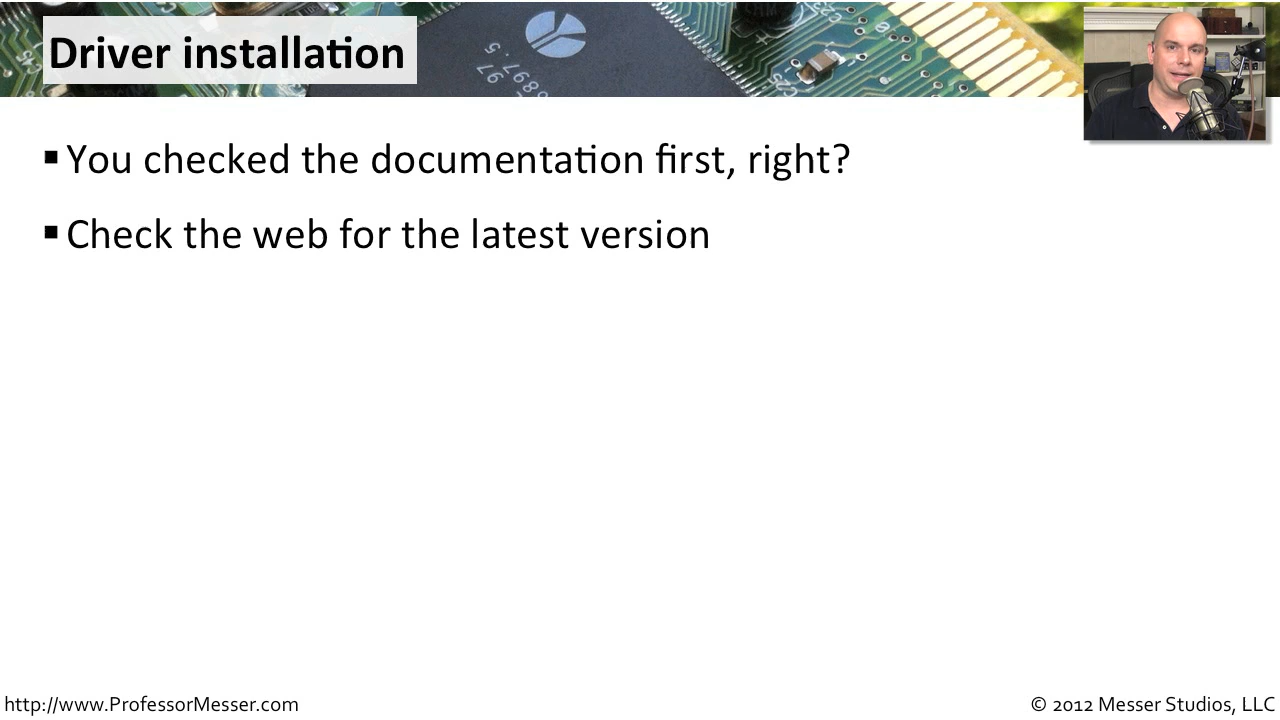 Driver installation
▪ You checked the documentation first, right?
▪ Check the web for the latest version
http://www.ProfessorMesser.com
© 2012 Messer Studios, LLC